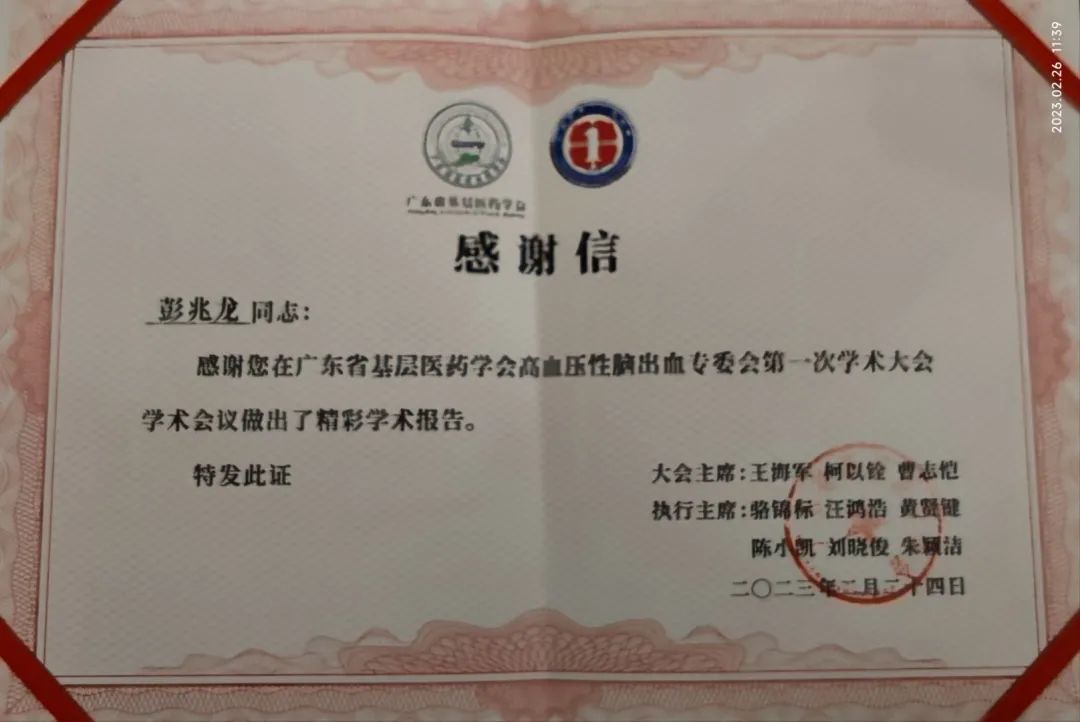 2023.02.26 11:39
广东省基层医药学会
感谢信
彭兆龙 同志：
感谢您在广东省基层医药学会高血压性脑出血专委会第一次学术大会
学术会议做出了精彩学术报告。
特发此证
大会主席：王海军 柯以铨 曹志恺
执行主席：骆锦标 汪鸿浩 黄贤键
陈小凯 刘晓俊 朱颖洁
二〇二三年二月二十四日